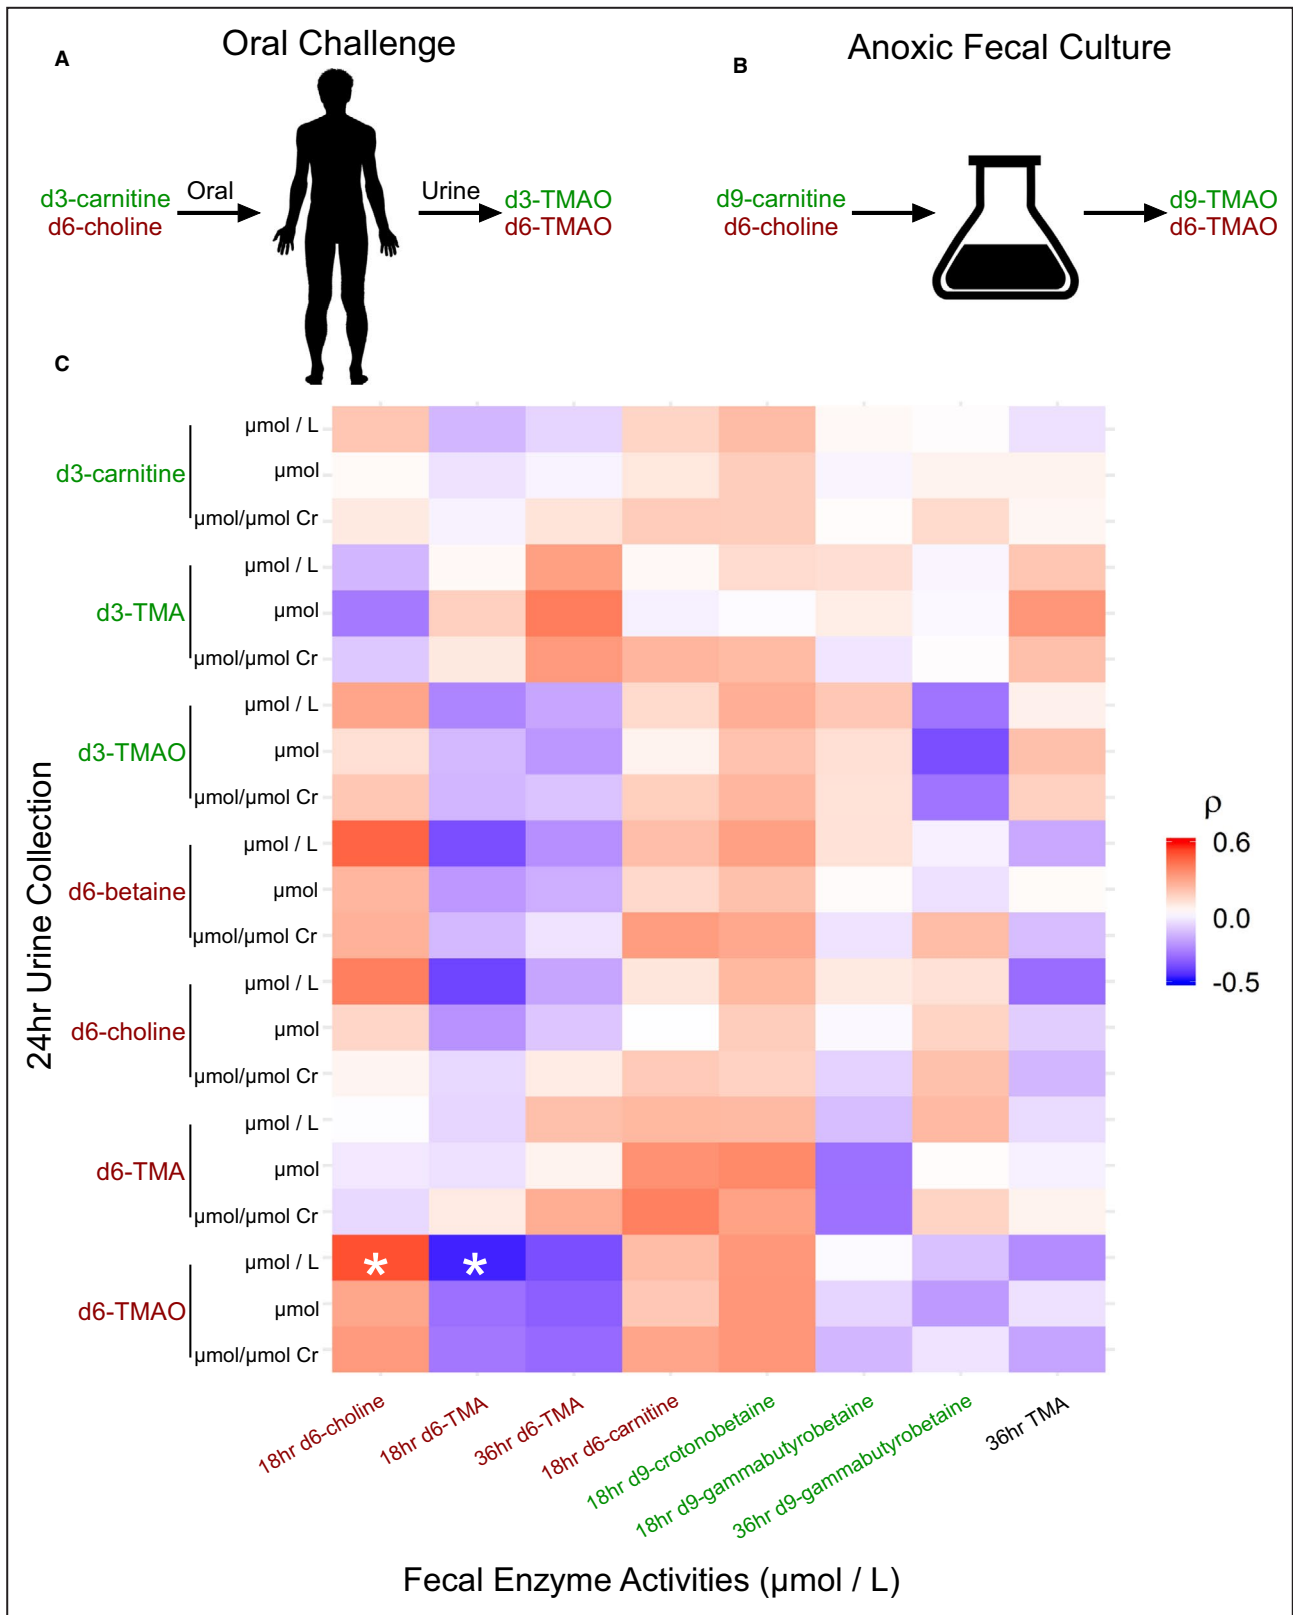 A
Oral Challenge
B
Anoxic Fecal Culture
d3-carnitine
d6-choline
Oral
Urine
d3-TMAO
d6-TMAO
d9-carnitine
d6-choline
d9-TMAO
d6-TMAO
C
24hr Urine Collection
d3-carnitine
µmol / L
µmol
µmol/µmol Cr
d3-TMA
µmol / L
µmol
µmol/µmol Cr
d3-TMAO
µmol / L
µmol
µmol/µmol Cr
d6-betaine
µmol / L
µmol
µmol/µmol Cr
d6-choline
µmol / L
µmol
µmol/µmol Cr
d6-TMA
µmol / L
µmol
µmol/µmol Cr
d6-TMAO
µmol / L
* *
µmol
µmol/µmol Cr
ρ
0.6
0.0
-0.5
18hr d6-choline
18hr d6-TMA
36hr d6-TMA
18hr d6-carnitine
18hr d9-crotonobetaine
18hr d9-gammabutyrobetaine
36hr d9-gammabutyrobetaine
36hr TMA
Fecal Enzyme Activities (µmol / L)